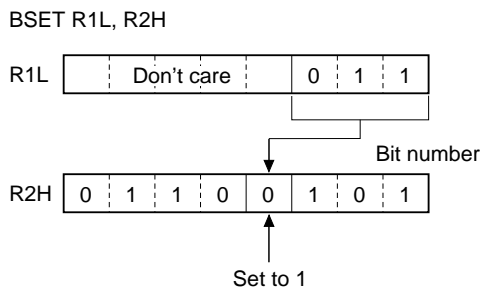 BSET R1L, R2H
R1L Don't care 0 1 1
Bit number
R2H 0 1 1 0 0 1 0 1
Set to 1